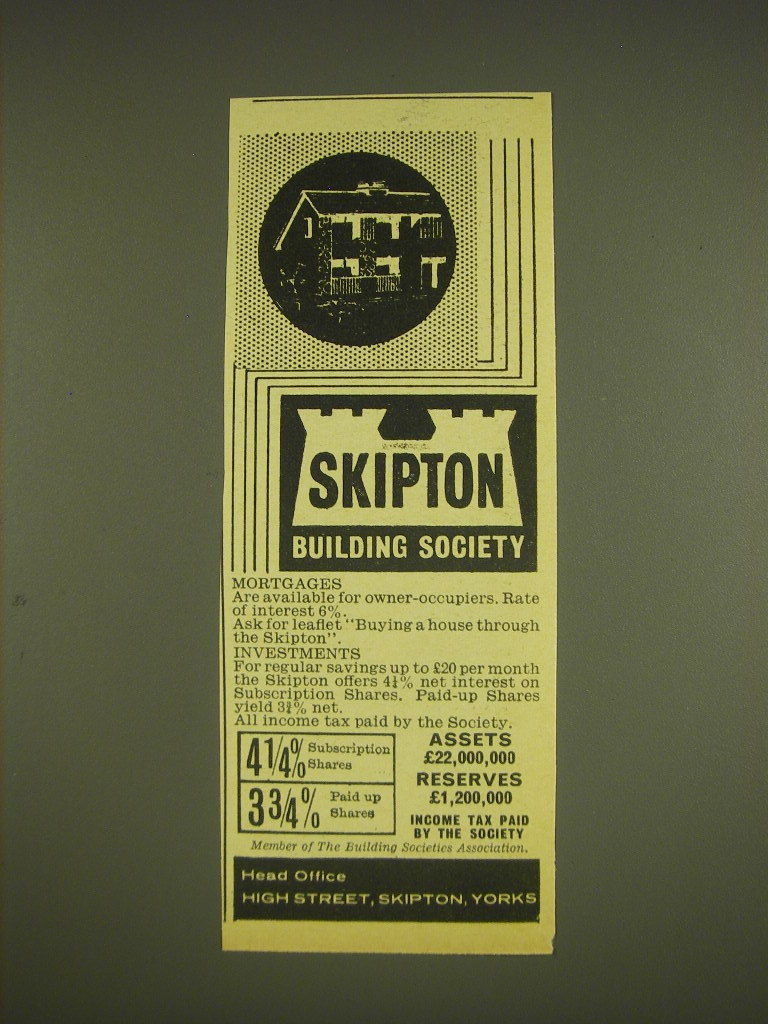 SKIPTON
BUILDING SOCIETY
MORTGAGES
Are available for owner-occupiers. Rate
of interest 6%.
Ask for leaflet "Buying a house through
the Skipton".
INVESTMENTS
For regular savings up to £20 per month
the Skipton offers 4¼% net interest on
Subscription Shares. Paid-up Shares
yield 3¾% net.
All income tax paid by the Society.
4 1/4% Subscription
Shares
3 3/4% Paid up
Shares
ASSETS
£22,000,000
RESERVES
£1,200,000
INCOME TAX PAID
BY THE SOCIETY
Member of The Building Societies Association.
Head Office
HIGH STREET, SKIPTON, YORKS